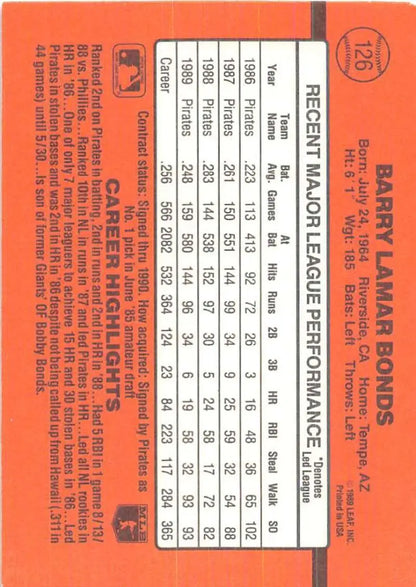 126
BARRY LAMAR BONDS
Born: July 24, 1964 Riverside, CA Home: Tempe, AZ
Ht: 6' 1" Wgt: 185 Bats: Left Throws: Left
© 1989 LEAF, INC.
Printed in USA
RECENT MAJOR LEAGUE PERFORMANCE *Denotes Led League
Year Team Name Bat. Avg. Games At Bat Hits Runs 2B 3B HR RBI Steal Walk SO
1986 Pirates .223 113 413 92 72 26 3 16 48 36 65 102
1987 Pirates .261 150 551 144 99 34 9 25 59 32 54 88
1988 Pirates .283 144 538 152 97 30 5 24 58 17 72 82
1989 Pirates .248 159 580 144 96 34 6 19 58 32 93 93
Career .256 566 2082 532 364 124 23 84 223 117 284 365
Contract status: Signed thru 1990. How acquired: Signed by Pirates as
No. 1 pick in June '85 amateur draft
MLB
CAREER HIGHLIGHTS
Ranked 2nd on Pirates in batting, 2nd in runs and 2nd in HR in '88... Had 5 RBI in 1 game 8/13/
88 vs. Phillies... Ranked 10th in NL in runs in '87 and led Pirates in HR... Led all NL rookies in
HR in '86... One of only 7 major leaguers to achieve 15 HR and 30 stolen bases in '86... Led
Pirates in stolen bases and was 2nd in HR in '86 despite not being called up from Hawaii (.311 in
44 games) until 5/30... Is son of former Giants' OF Bobby Bonds.